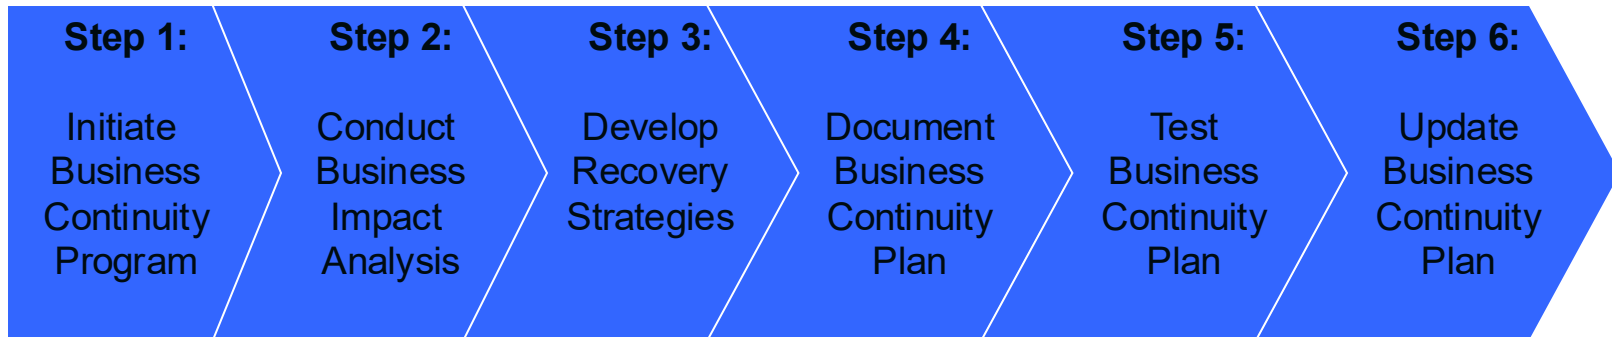 Step 1:
Initiate
Business
Continuity
Program
Step 2:
Conduct
Business
Impact
Analysis
Step 3:
Develop
Recovery
Strategies
Step 4:
Document
Business
Continuity
Plan
Step 5:
Test
Business
Continuity
Plan
Step 6:
Update
Business
Continuity
Plan